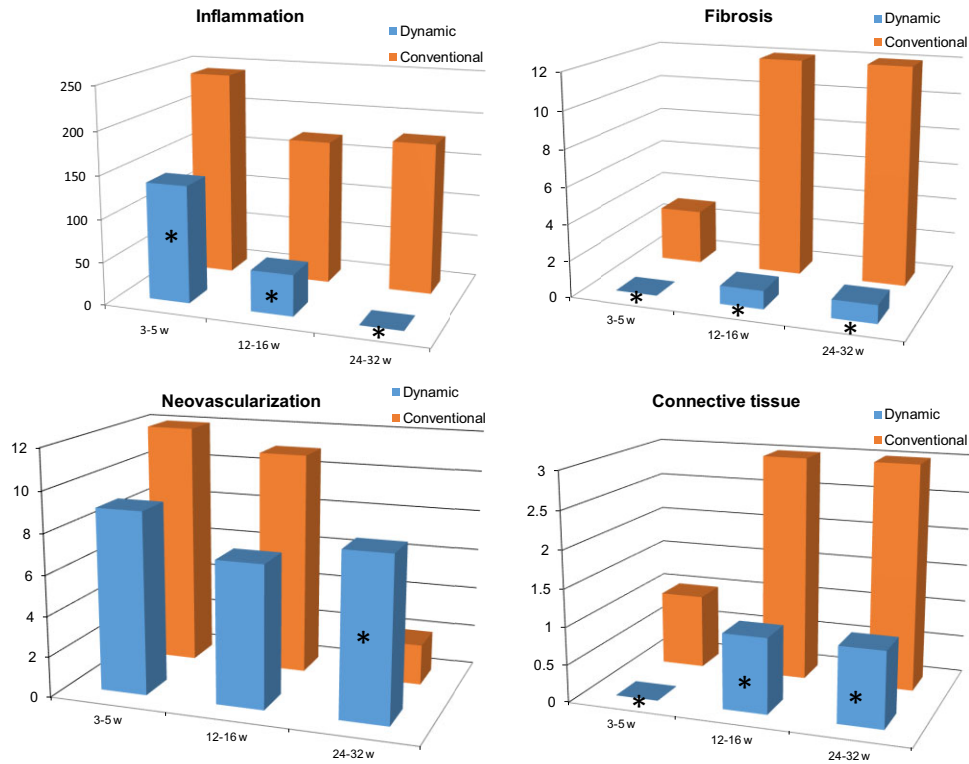 Inflammation
Dynamic
Conventional
250
200
150
100
50
0
*
*
*
3-5 w
12-16 w
24-32 w
Fibrosis
Dynamic
Conventional
12
10
8
6
4
2
0
*
*
*
3-5 w
12-16 w
24-32 w
Neovascularization
Dynamic
Conventional
12
10
8
6
4
2
0
*
3-5 w
12-16 w
24-32 w
Connective tissue
Dynamic
Conventional
3
2.5
2
1.5
1
0.5
0
*
*
*
3-5 w
12-16 w
24-32 w